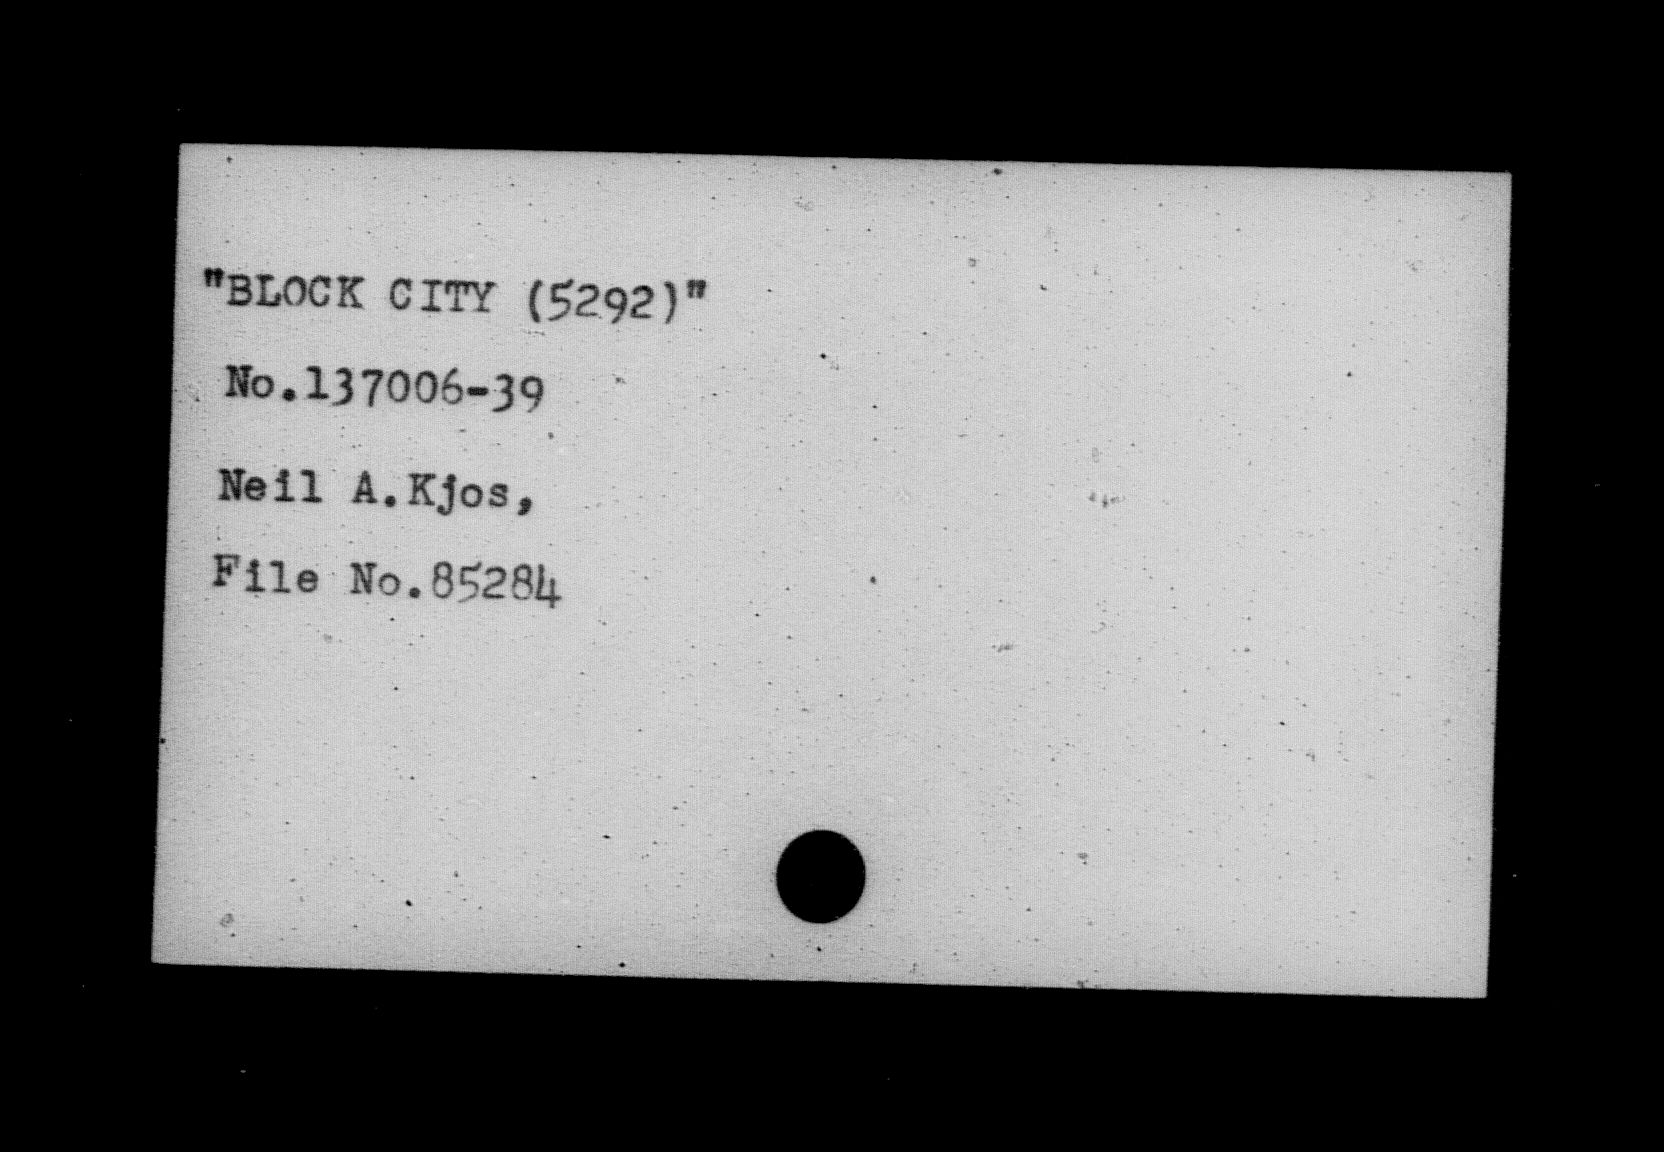 "BLOCK CITY (5292)"
No.137006-39
Neil A.Kjos,
File No.85284